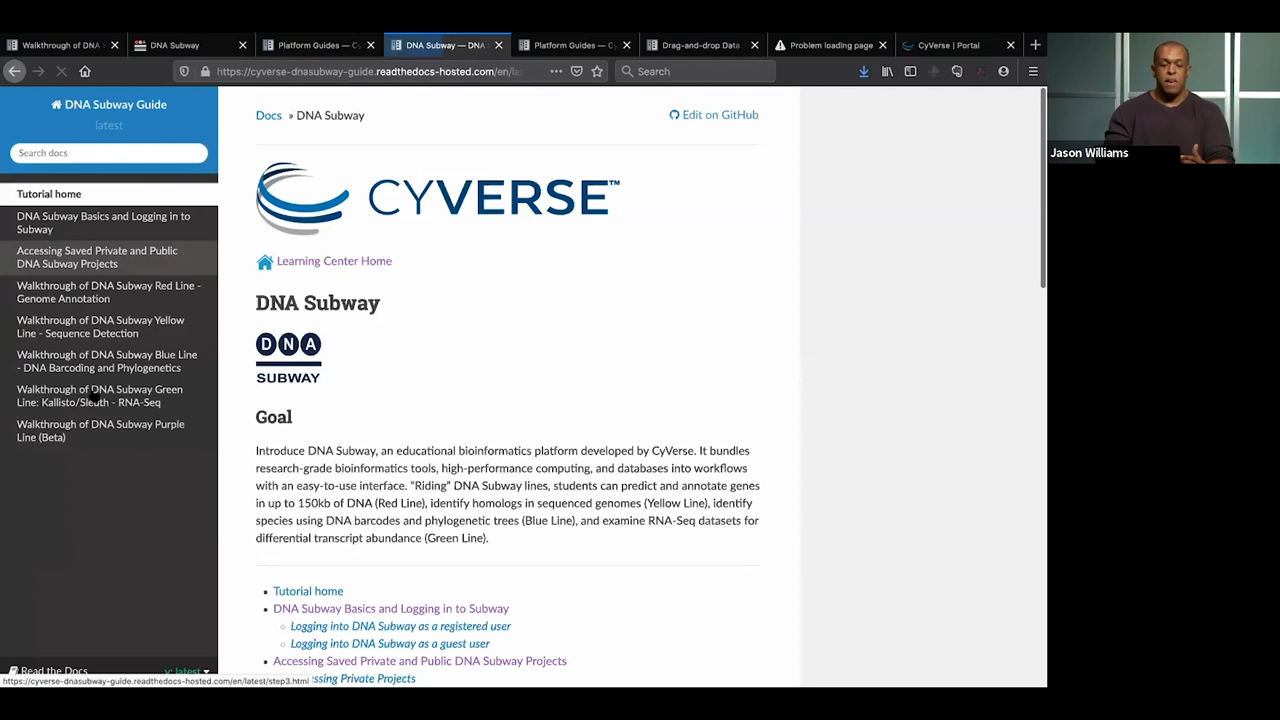 Walkthrough of DNA
DNA Subway
Platform Guides — C
DNA Subway — DNA
Platform Guides — C
Drag-and-drop Data
Problem loading page
CyVerse | Portal
https://cyverse-dnasubway-guide.readthedocs-hosted.com/en/la
Search
DNA Subway Guide
latest
Search docs
Tutorial home
DNA Subway Basics and Logging in to
Subway
Accessing Saved Private and Public
DNA Subway Projects
Walkthrough of DNA Subway Red Line -
Genome Annotation
Walkthrough of DNA Subway Yellow
Line - Sequence Detection
Walkthrough of DNA Subway Blue Line
- DNA Barcoding and Phylogenetics
Walkthrough of DNA Subway Green
Line: Kallisto/Sleuth - RNA-Seq
Walkthrough of DNA Subway Purple
Line (Beta)
Read the Docs
v: latest
https://cyverse-dnasubway-guide.readthedocs-hosted.com/en/latest/step3.html
Docs » DNA Subway
Edit on GitHub
CYVERSE™
Learning Center Home
DNA Subway
DNA
SUBWAY
Goal
Introduce DNA Subway, an educational bioinformatics platform developed by CyVerse. It bundles
research-grade bioinformatics tools, high-performance computing, and databases into workflows
with an easy-to-use interface. “Riding” DNA Subway lines, students can predict and annotate genes
in up to 150kb of DNA (Red Line), identify homologs in sequenced genomes (Yellow Line), identify
species using DNA barcodes and phylogenetic trees (Blue Line), and examine RNA-Seq datasets for
differential transcript abundance (Green Line).
Tutorial home
DNA Subway Basics and Logging in to Subway
Logging into DNA Subway as a registered user
Logging into DNA Subway as a guest user
Accessing Saved Private and Public DNA Subway Projects
ssing Private Projects
Jason Williams